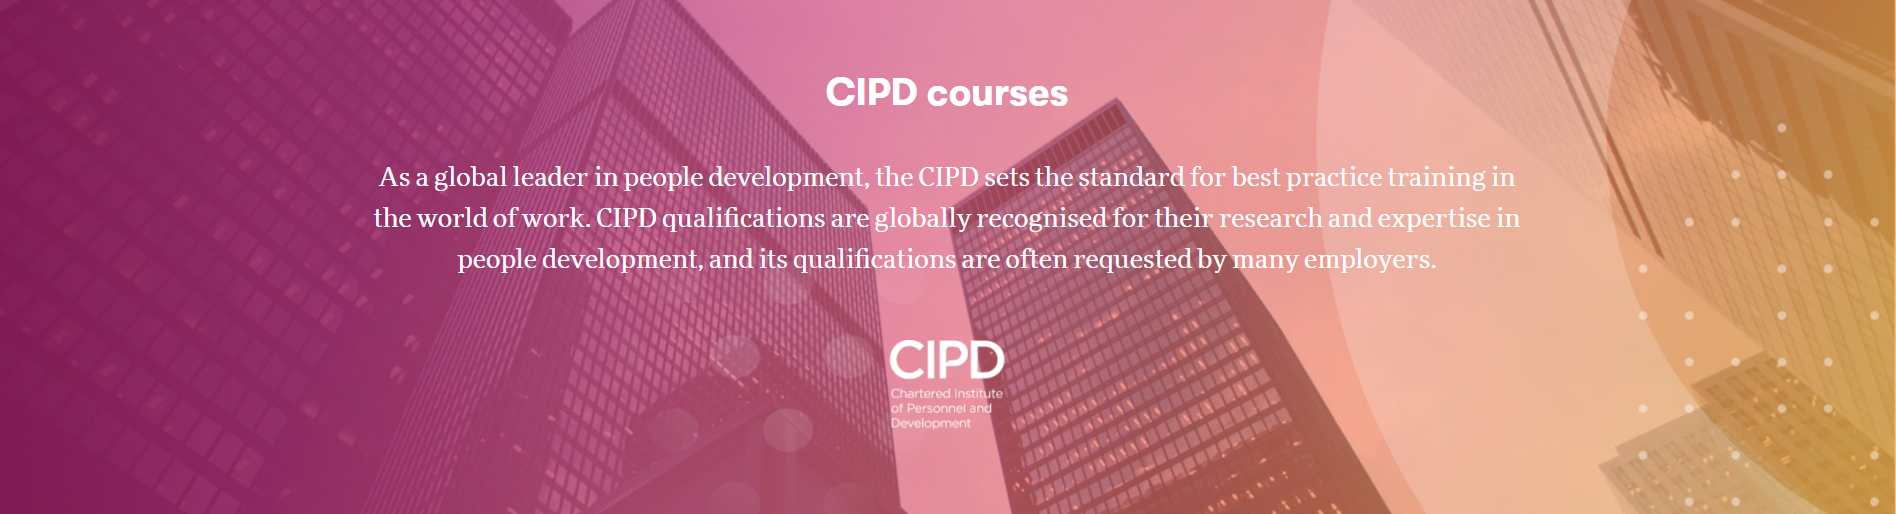 CIPD courses
As a global leader in people development, the CIPD sets the standard for best practice training in
the world of work. CIPD qualifications are globally recognised for their research and expertise in
people development, and its qualifications are often requested by many employers.
CIPD
Chartered Institute
of Personnel and
Development